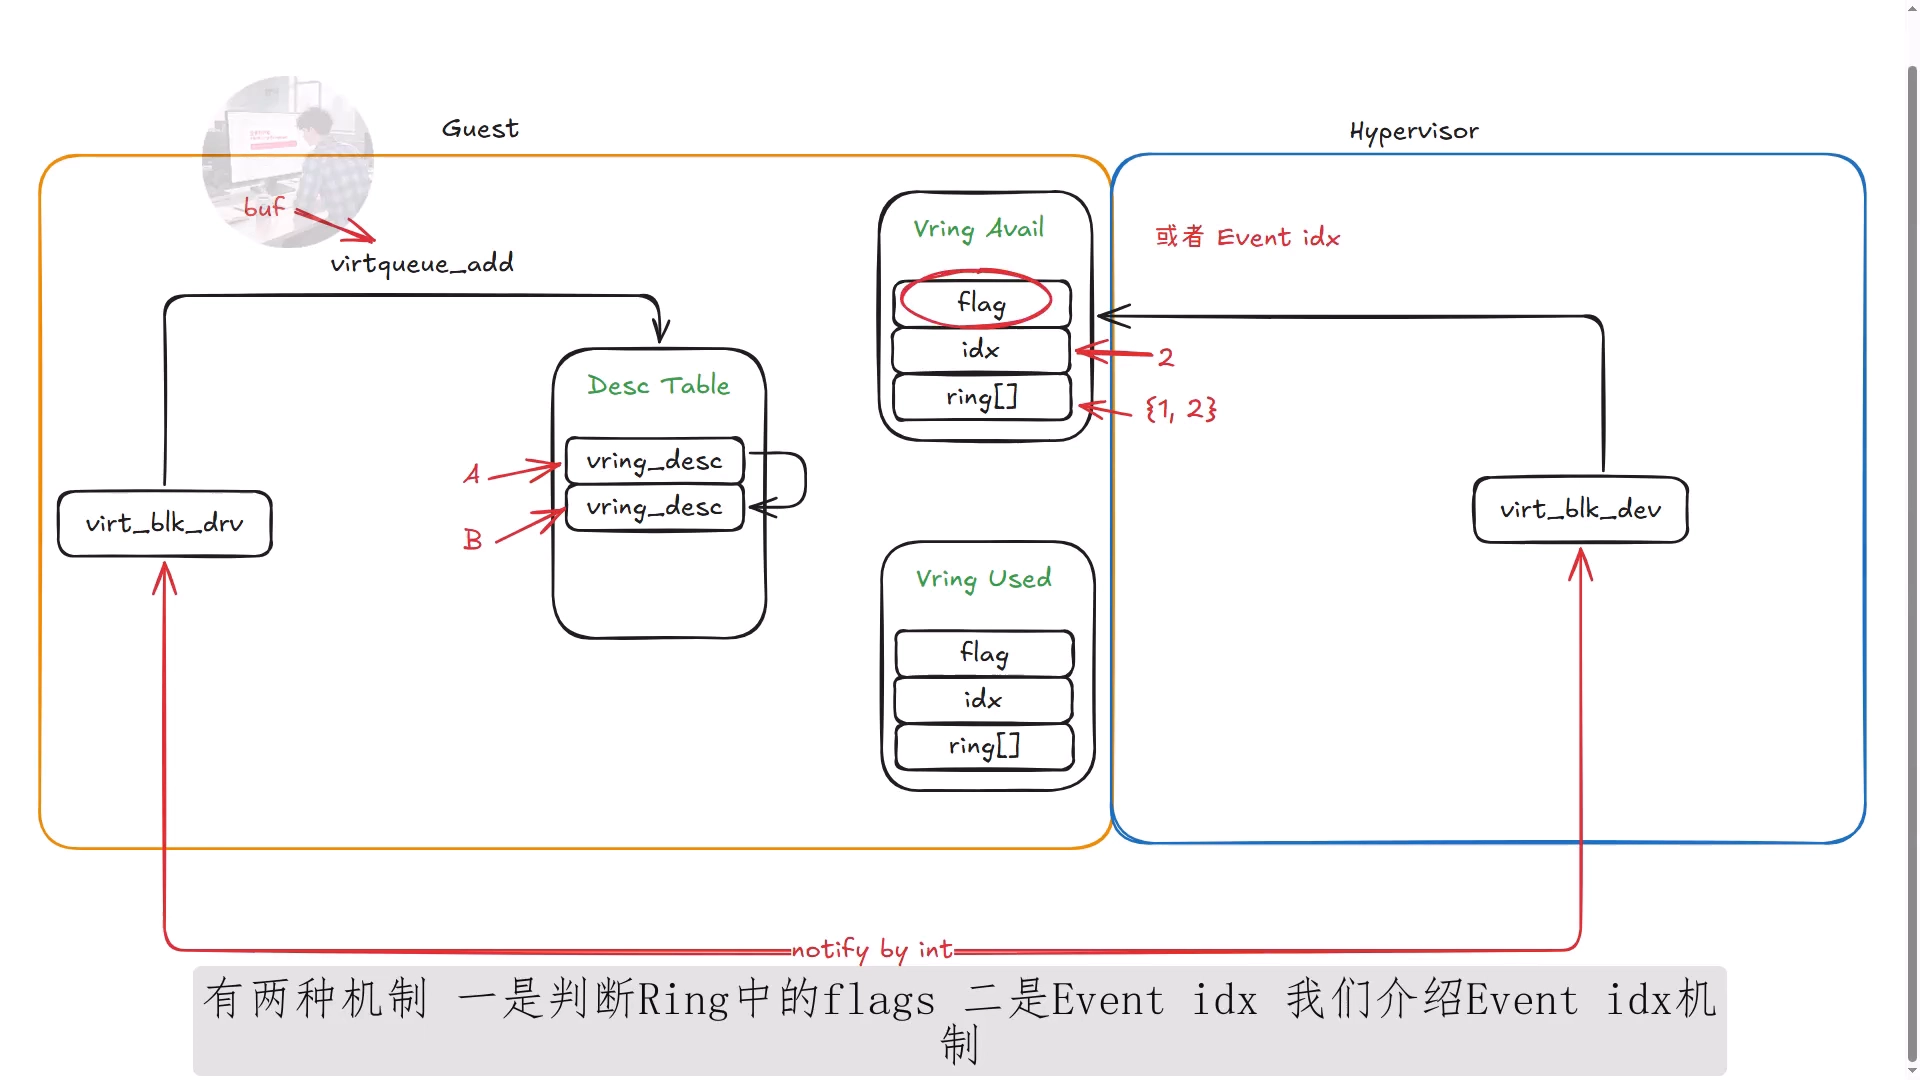 Guest
Hypervisor
buf
virtqueue_add
Vring Avail
或者 Event idx
flag
idx
2
ring[]
{1, 2}
Desc Table
A
vring_desc
B
vring_desc
virt_blk_drv
virt_blk_dev
Vring Used
flag
idx
ring[]
notify by int
有两种机制 一是判断Ring中的flags 二是Event idx 我们介绍Event idx机
制